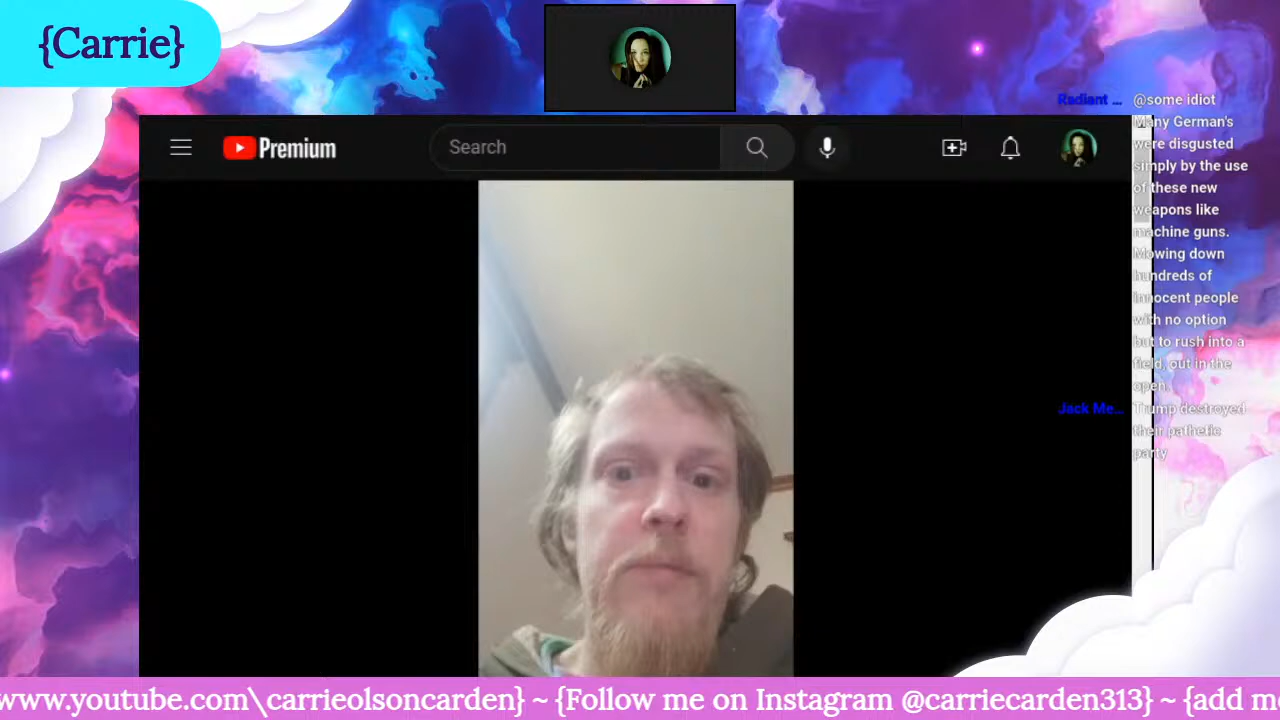 {Carrie}
Premium
Search
Radiant ...
@some idiot
Many German's
were disgusted
simply by the use
of these new
weapons like
machine guns.
Mowing down
hundreds of
innocent people
with no option
but to rush into a
field, out in the
open.
Jack Me...
Trump destroyed
their pathetic
party
www.youtube.com\carrieolsoncarden} ~ {Follow me on Instagram @carriecarden313} ~ {add m